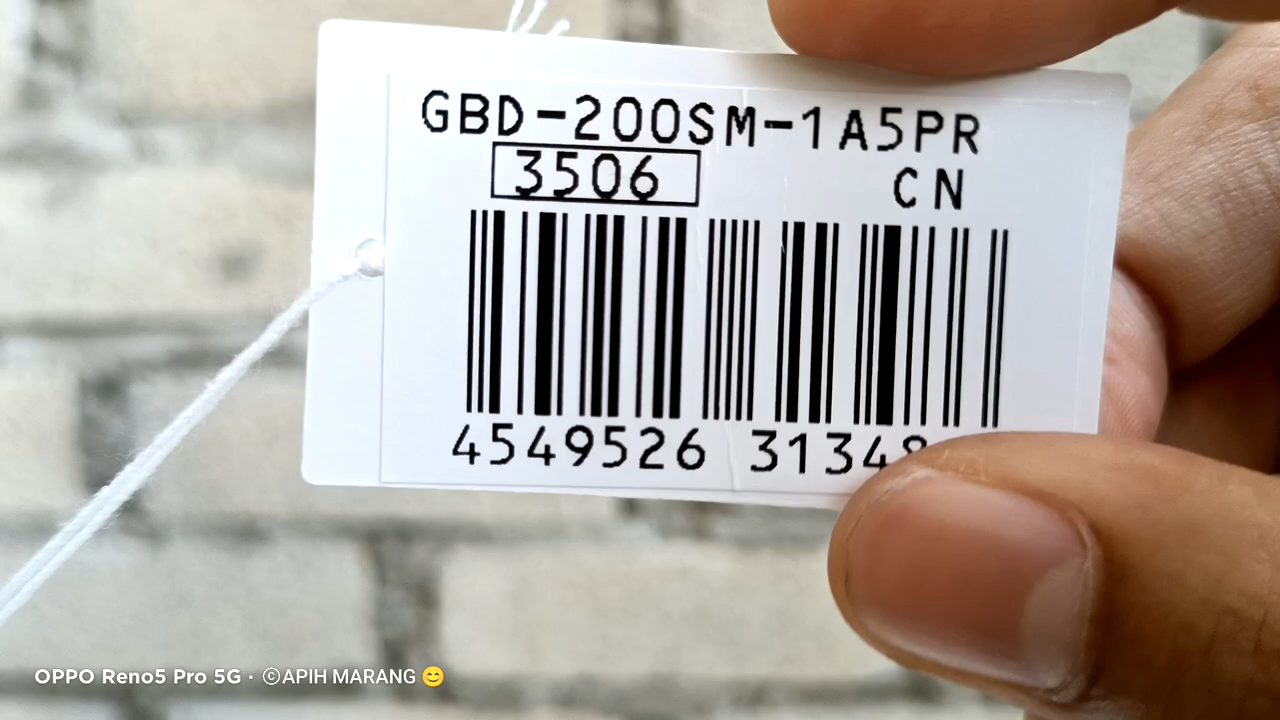 GBD-200SM-1A5PR
3506
CN
4549526 3134
OPPO Reno5 Pro 5G · ©APIH MARANG 😊